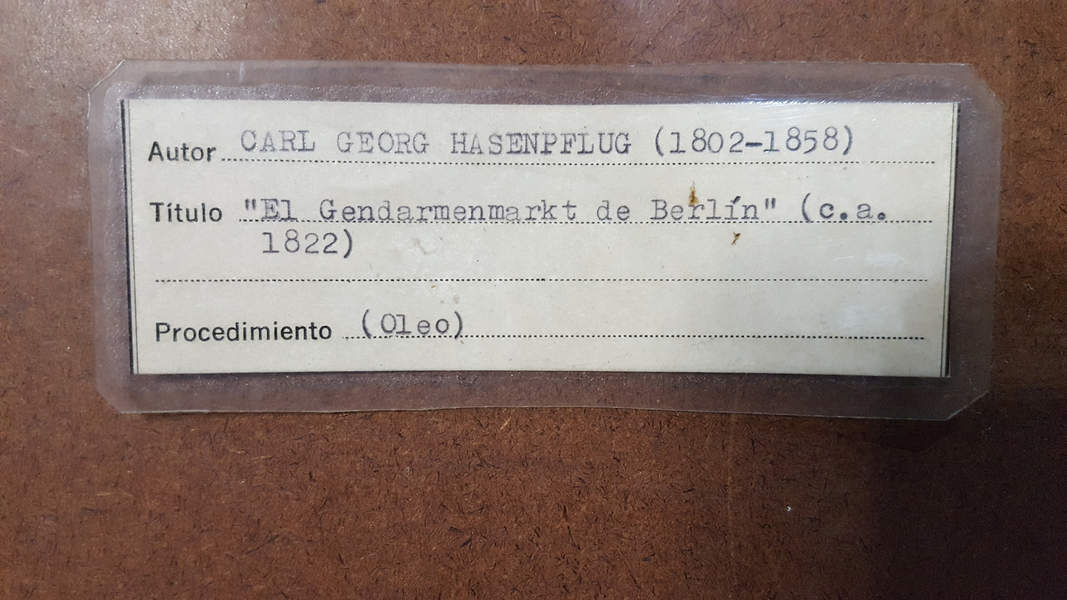 Autor CARL GEORG HASENPFLUG (1802-1858)
Título "El Gendarmenmarkt de Berlín" (c.a.
1822)
Procedimiento (Oleo)